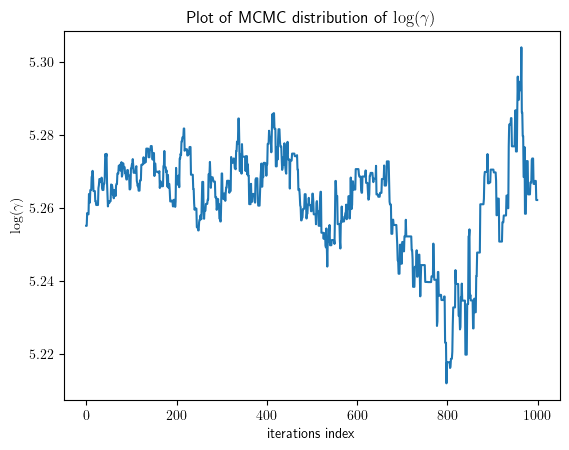 Plot of MCMC distribution of log(γ)
5.30
5.28
5.26
5.24
5.22
log(γ)
0 200 400 600 800 1000
iterations index